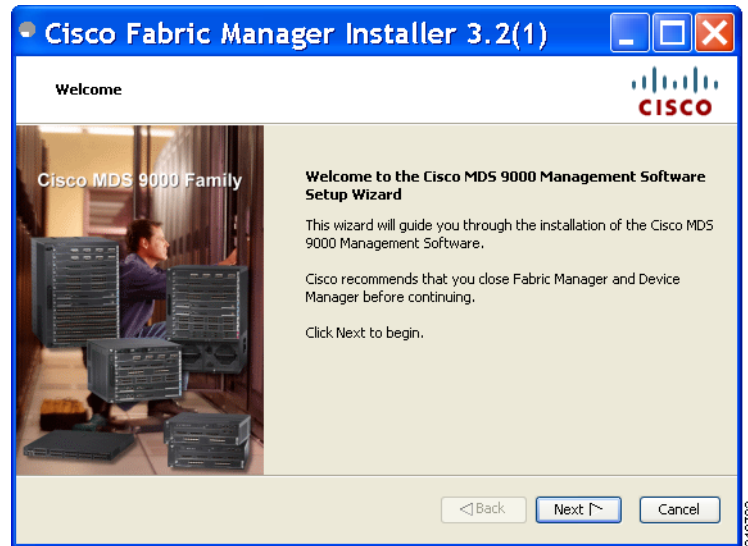 Cisco Fabric Manager Installer 3.2(1)
Welcome
CISCO
Cisco MDS 9000 Family
Welcome to the Cisco MDS 9000 Management Software
Setup Wizard
This wizard will guide you through the installation of the Cisco MDS
9000 Management Software.
Cisco recommends that you close Fabric Manager and Device
Manager before continuing.
Click Next to begin.
Back
Next
Cancel